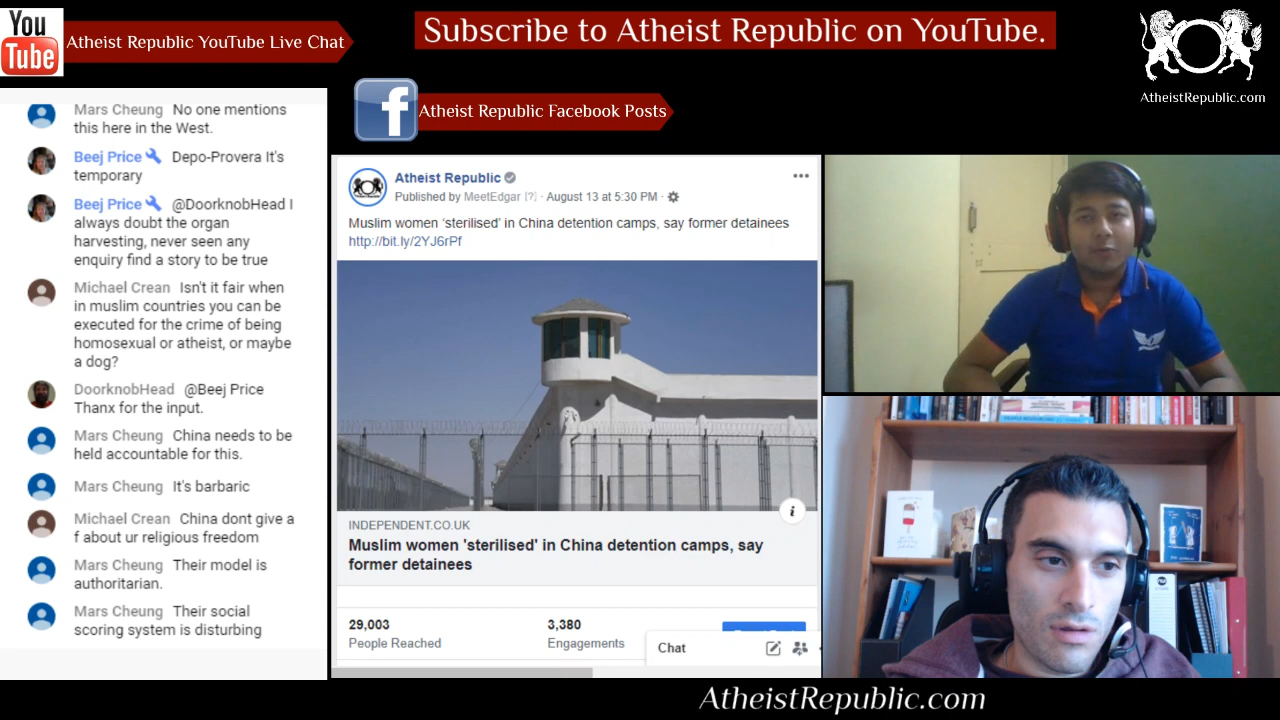 You
Tube
Atheist Republic YouTube Live Chat
Subscribe to Atheist Republic on YouTube.
AtheistRepublic.com
Atheist Republic Facebook Posts
Mars Cheung No one mentions
this here in the West.
Beej Price Depo-Provera It's
temporary
Beej Price @DoorknobHead I
always doubt the organ
harvesting, never seen any
enquiry find a story to be true
Michael Crean Isn't it fair when
in muslim countries you can be
executed for the crime of being
homosexual or atheist, or maybe
a dog?
DoorknobHead @Beej Price
Thanx for the input.
Mars Cheung China needs to be
held accountable for this.
Mars Cheung It's barbaric
Michael Crean China dont give a
f about ur religious freedom
Mars Cheung Their model is
authoritarian.
Mars Cheung Their social
scoring system is disturbing
Atheist Republic
Published by MeetEdgar [?] · August 13 at 5:30 PM ·
Muslim women 'sterilised' in China detention camps, say former detainees
http://bit.ly/2YJ6rPf
INDEPENDENT.CO.UK
Muslim women 'sterilised' in China detention camps, say
former detainees
29,003
People Reached
3,380
Engagements
Chat
AtheistRepublic.com